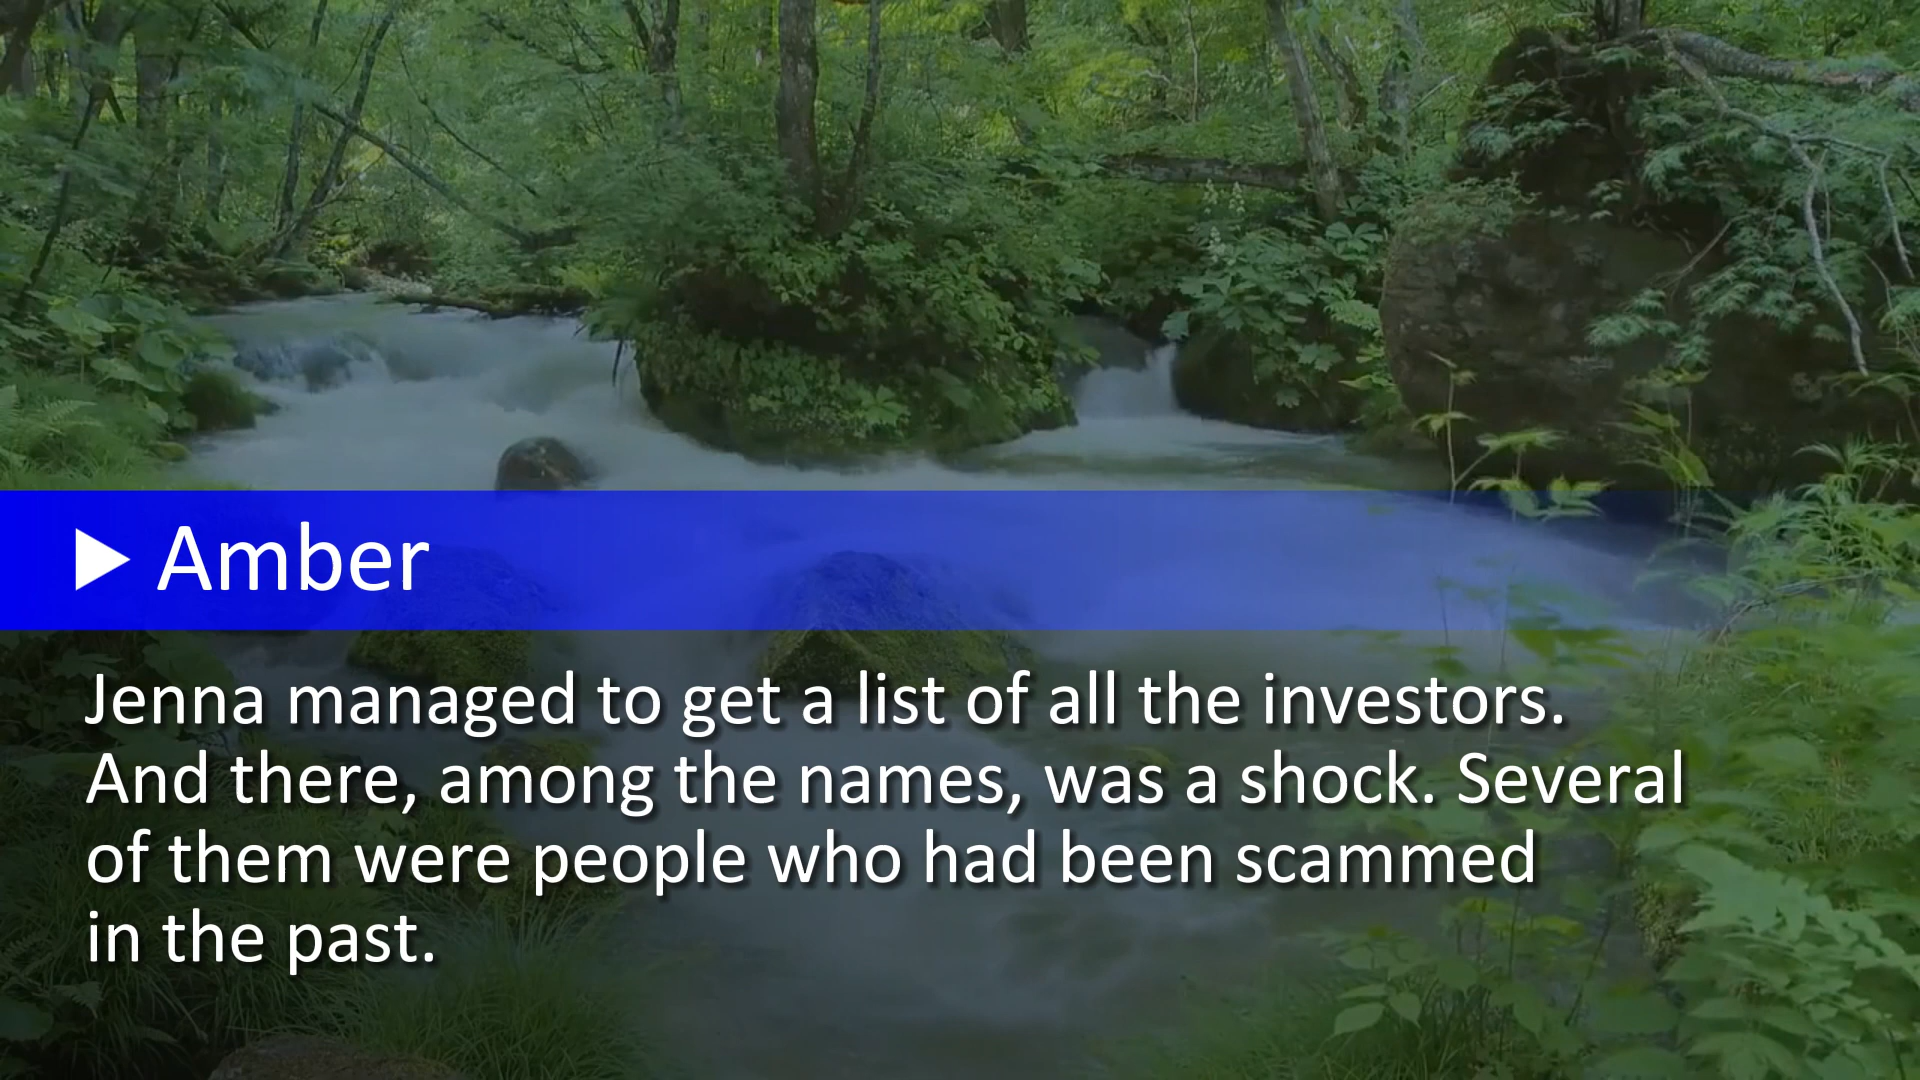 Amber
Jenna managed to get a list of all the investors.
And there, among the names, was a shock. Several
of them were people who had been scammed
in the past.